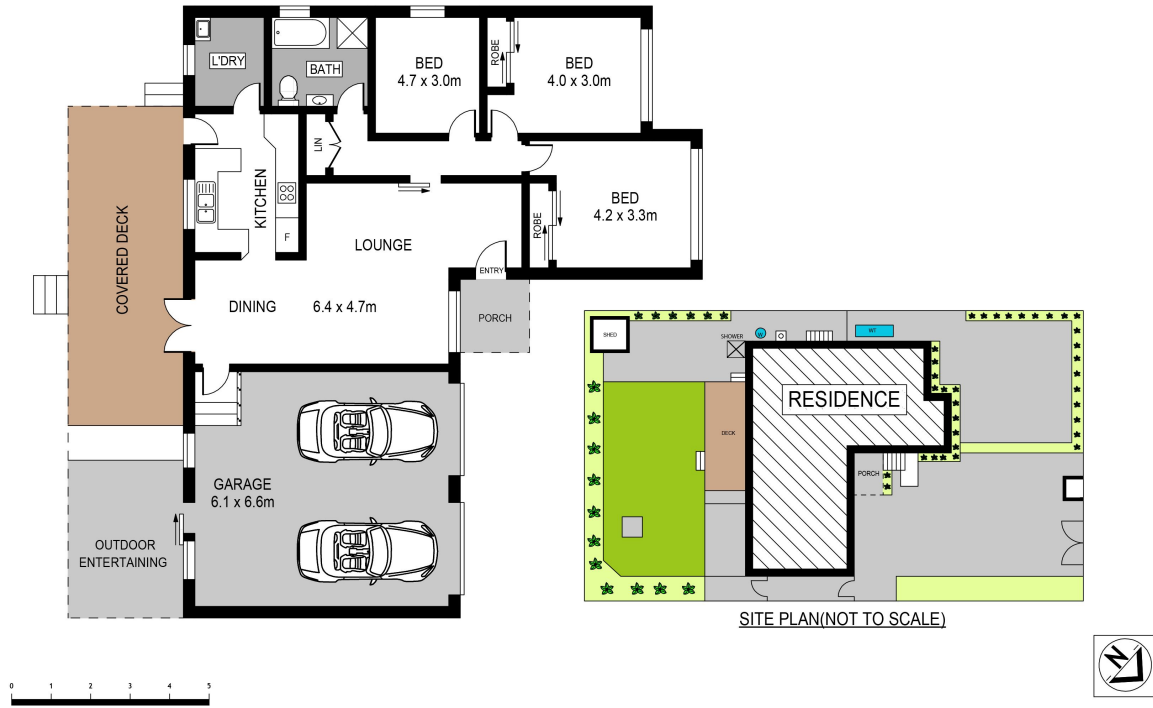 L'DRY
BATH
BED
4.7 x 3.0m
ROBE
BED
4.0 x 3.0m
LIN
KITCHEN
F
BED
4.2 x 3.3m
ROBE
LOUNGE
ENTRY
COVERED DECK
DINING
6.4 x 4.7m
PORCH
GARAGE
6.1 x 6.6m
OUTDOOR
ENTERTAINING
SHED
SHOWER
W
WT
RESIDENCE
DECK
PORCH
SITE PLAN(NOT TO SCALE)
N
0 1 2 3 4 5